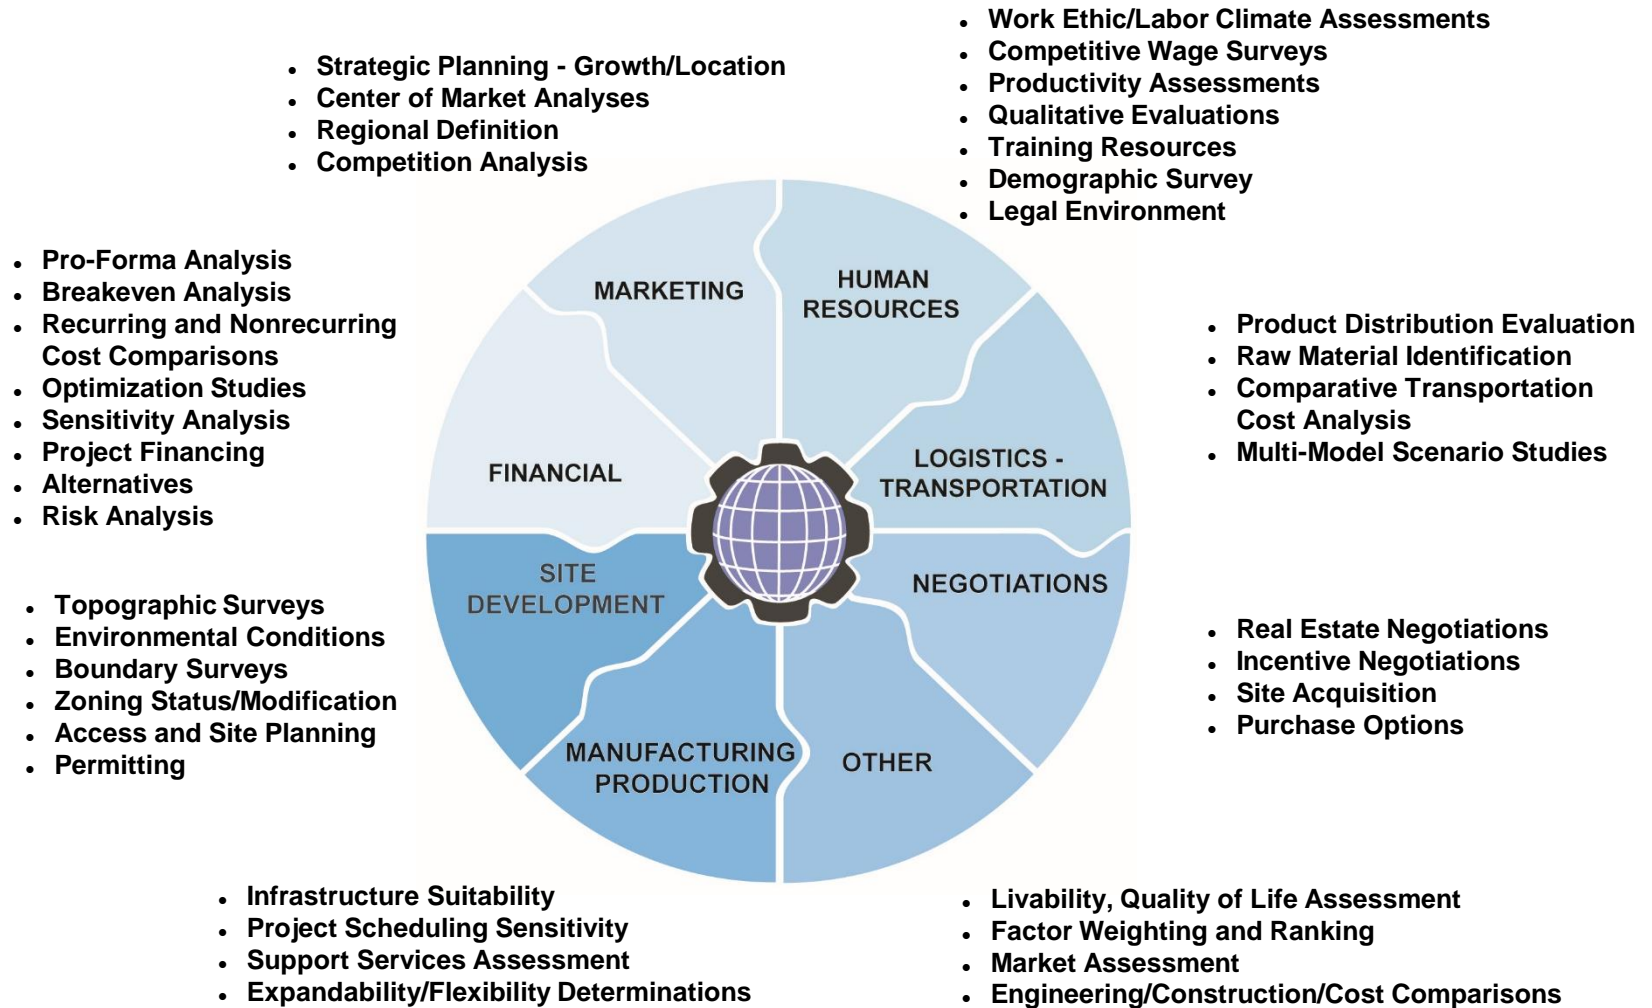 • Work Ethic/Labor Climate Assessments
• Competitive Wage Surveys
• Productivity Assessments
• Qualitative Evaluations
• Training Resources
• Demographic Survey
• Legal Environment
• Strategic Planning - Growth/Location
• Center of Market Analyses
• Regional Definition
• Competition Analysis
• Pro-Forma Analysis
• Breakeven Analysis
• Recurring and Nonrecurring
Cost Comparisons
• Optimization Studies
• Sensitivity Analysis
• Project Financing
• Alternatives
• Risk Analysis
MARKETING
HUMAN
RESOURCES
• Product Distribution Evaluation
• Raw Material Identification
• Comparative Transportation
Cost Analysis
• Multi-Model Scenario Studies
FINANCIAL
LOGISTICS -
TRANSPORTATION
SITE
DEVELOPMENT
NEGOTIATIONS
• Topographic Surveys
• Environmental Conditions
• Boundary Surveys
• Zoning Status/Modification
• Access and Site Planning
• Permitting
• Real Estate Negotiations
• Incentive Negotiations
• Site Acquisition
• Purchase Options
MANUFACTURING
PRODUCTION
OTHER
• Infrastructure Suitability
• Project Scheduling Sensitivity
• Support Services Assessment
• Expandability/Flexibility Determinations
• Livability, Quality of Life Assessment
• Factor Weighting and Ranking
• Market Assessment
• Engineering/Construction/Cost Comparisons